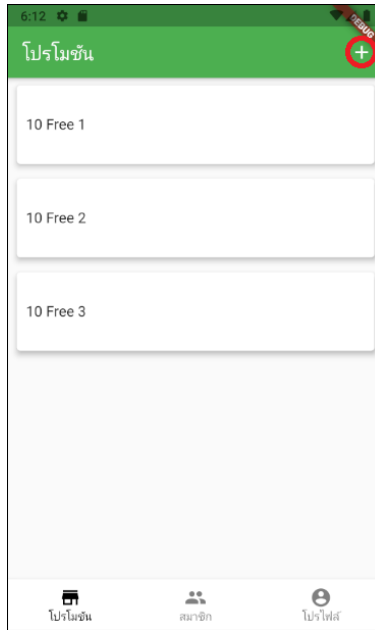 6:12
DEBUG
โปรโมชัน
10 Free 1
10 Free 2
10 Free 3
โปรโมชัน
สมาชิก
โปรไฟล์